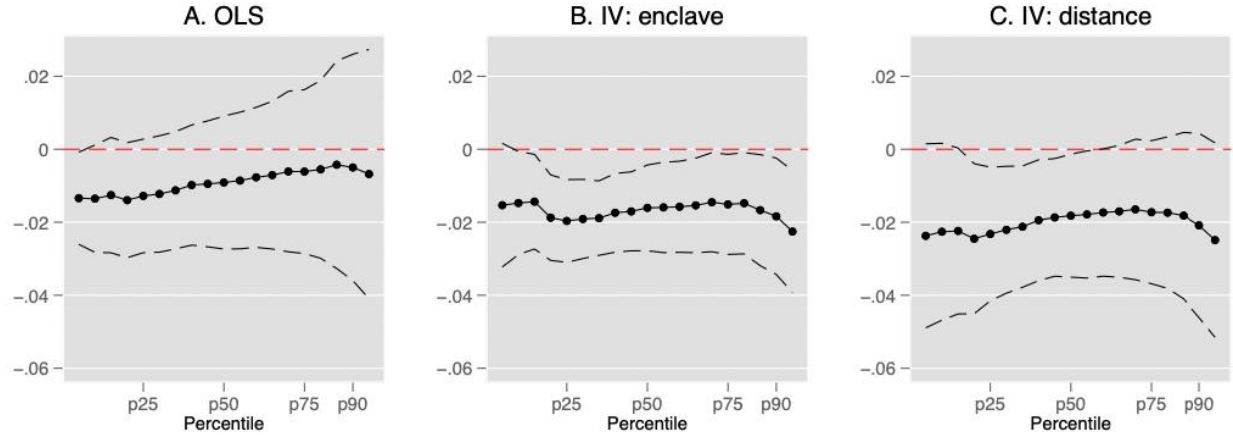 A. OLS
.02
0
−.02
−.04
−.06
p25
p50
p75
p90
Percentile
B. IV: enclave
.02
0
−.02
−.04
−.06
p25
p50
p75
p90
Percentile
C. IV: distance
.02
0
−.02
−.04
−.06
p25
p50
p75
p90
Percentile